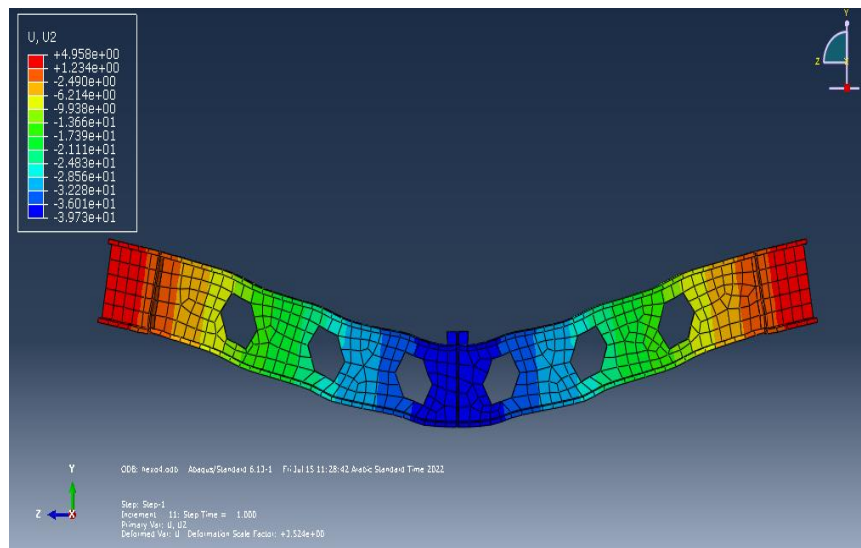 U, U2
+4.958e+00
+1.234e+00
-2.490e+00
-6.214e+00
-9.938e+00
-1.366e+01
-1.739e+01
-2.111e+01
-2.483e+01
-2.856e+01
-3.228e+01
-3.601e+01
-3.973e+01
Y
Z
X
Y
Z
X
ODB: hexo4.odb Abaqus/Standard 6.13-1 Fri Jul 15 11:28:42 Arabic Standard Time 2022
Step: Step-1
Increment 11: Step Time = 1.000
Primary Var: U, U2
Deformed Var: U Deformation Scale Factor: +3.524e+00